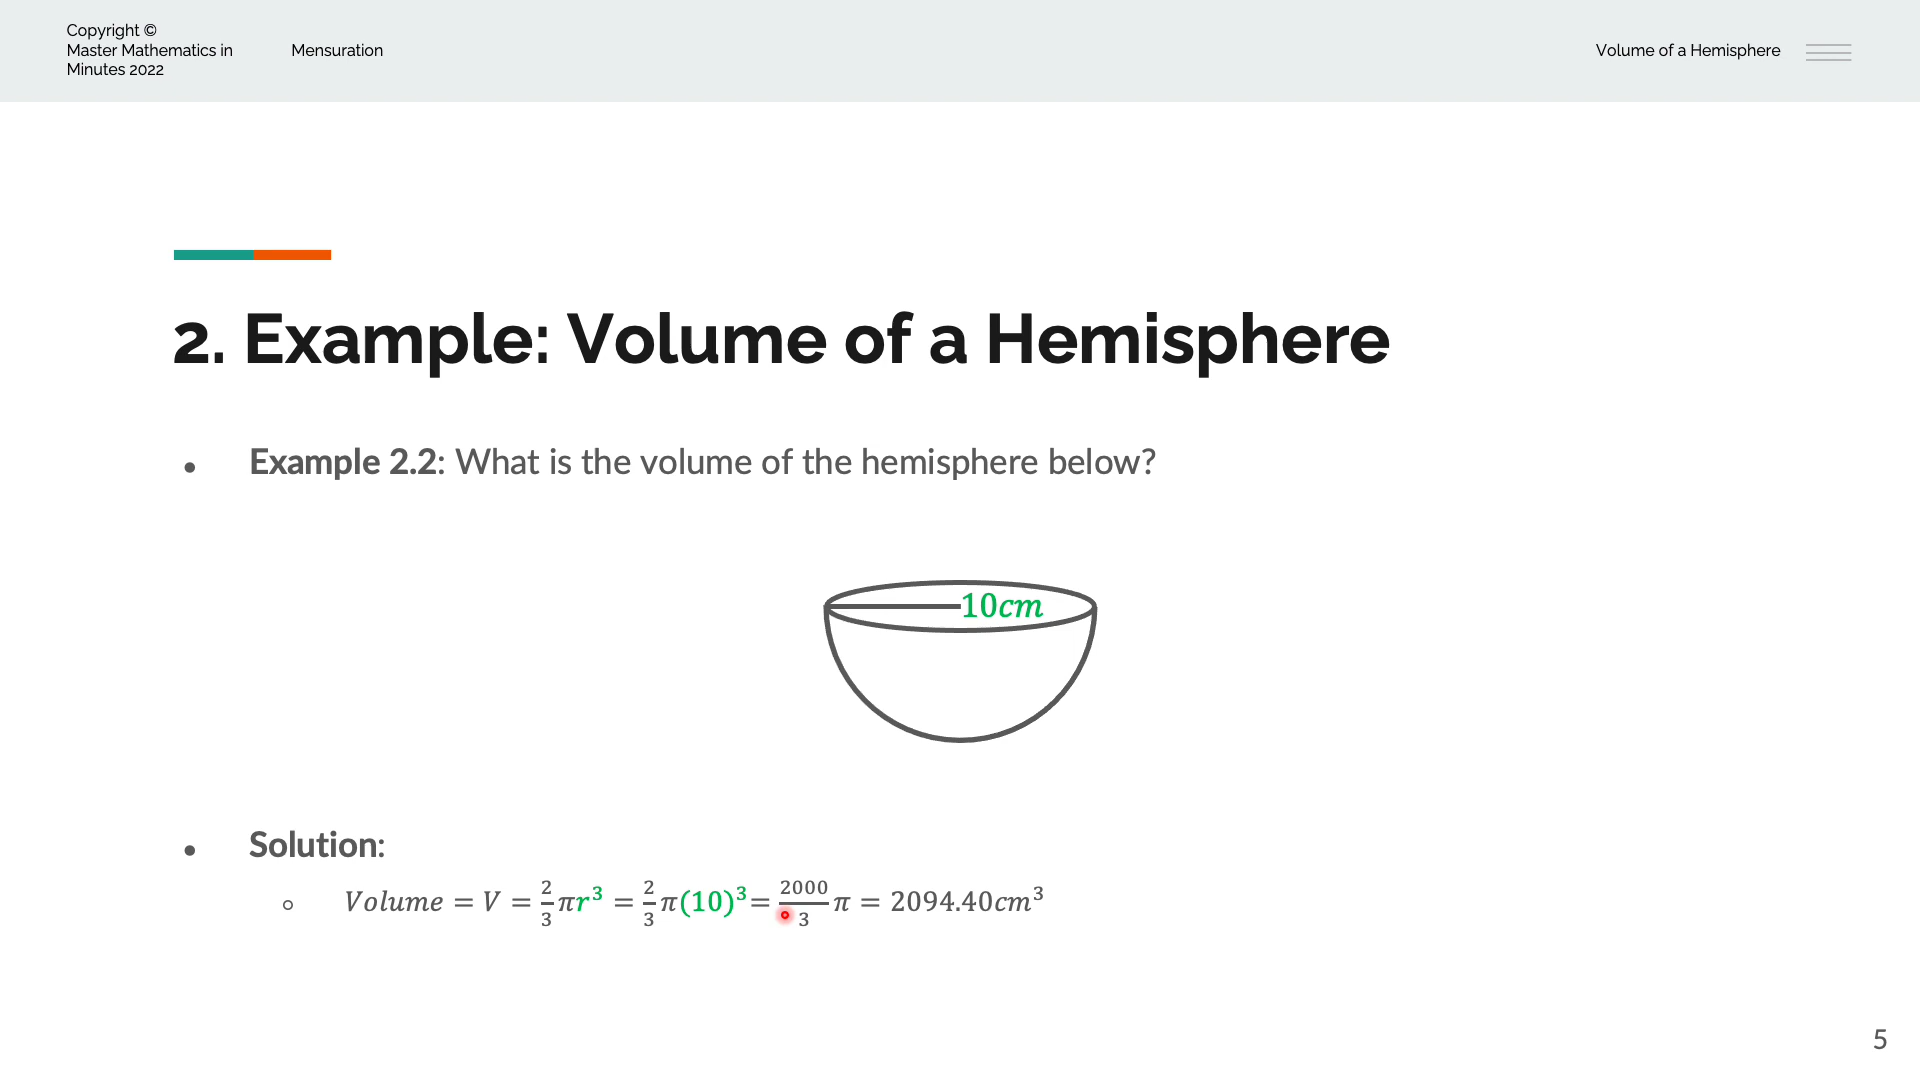 Copyright ©
Master Mathematics in
Minutes 2022
Mensuration
Volume of a Hemisphere
2. Example: Volume of a Hemisphere
• Example 2.2: What is the volume of the hemisphere below?
10cm
• Solution:
○ Volume = V = 2/3 πr³ = 2/3 π(10)³= 2000/3 π = 2094.40cm³
5